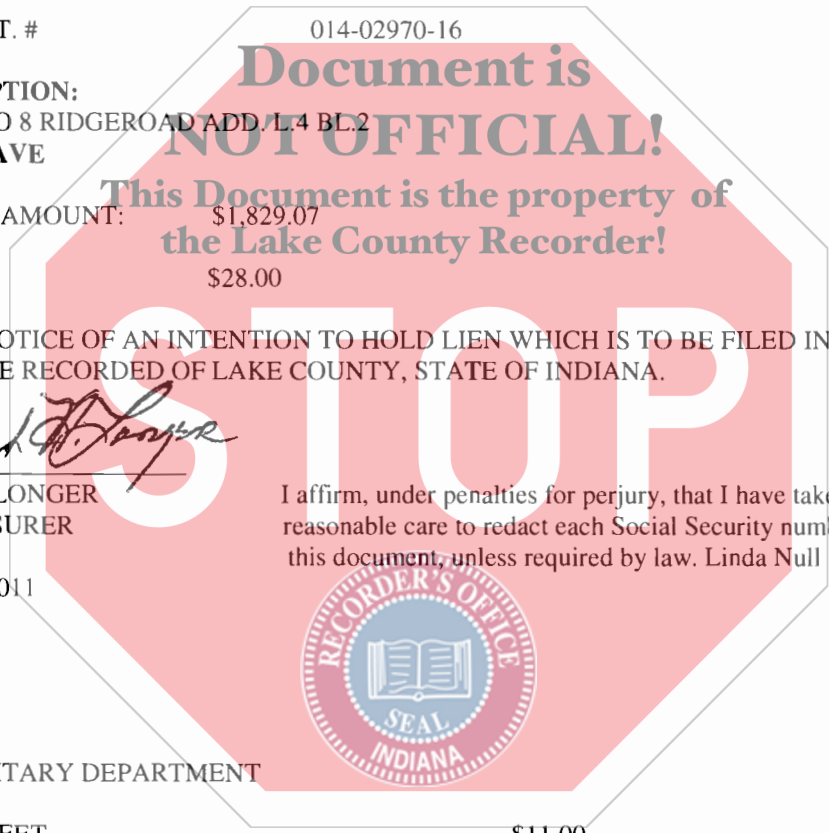 T. # 014-02970-16
Document is
PTION:
O 8 RIDGEROAD ADD. L.4 BL.2
NOT OFFICIAL!
AVE
This Document is the property of
AMOUNT: $1,829.07
the Lake County Recorder!
$28.00
OTICE OF AN INTENTION TO HOLD LIEN WHICH IS TO BE FILED IN
E RECORDED OF LAKE COUNTY, STATE OF INDIANA.
STOP
LONGER I affirm, under penalties for perjury, that I have take
SURER reasonable care to redact each Social Security num
this document, unless required by law. Linda Null
011
RECORDER'S OFFICE
SEAL
INDIANA
TARY DEPARTMENT
EET $11.00